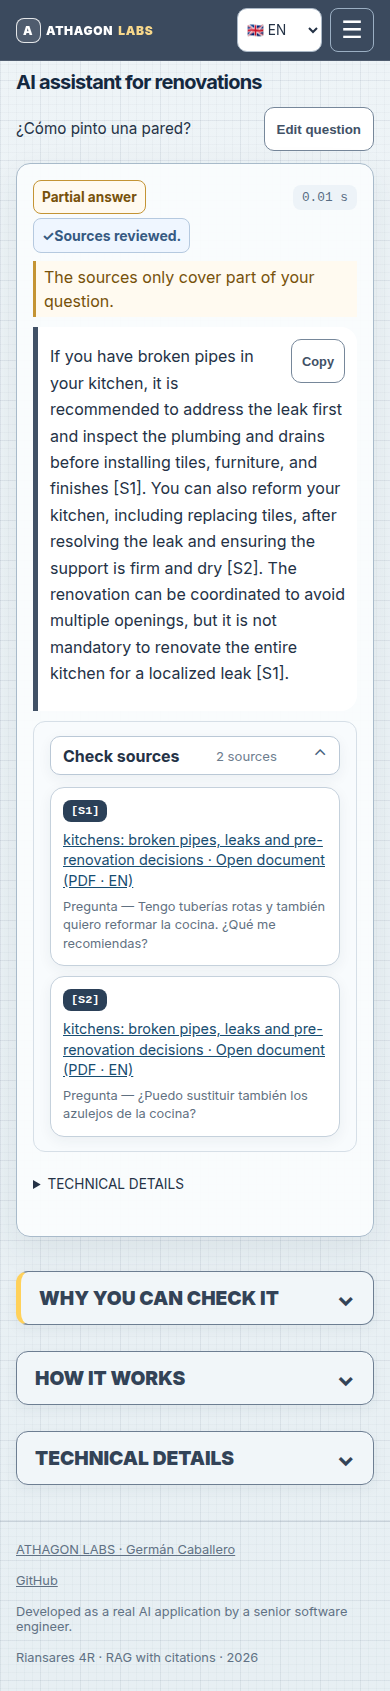 A ATHAGON LABS
🇬🇧 EN
☰
AI assistant for renovations
¿Cómo pinto una pared?
Edit question
Partial answer
0.01 s
✓Sources reviewed.
The sources only cover part of your
question.
Copy
If you have broken pipes in
your kitchen, it is
recommended to address the leak first
and inspect the plumbing and drains
before installing tiles, furniture, and
finishes [S1]. You can also reform your
kitchen, including replacing tiles, after
resolving the leak and ensuring the
support is firm and dry [S2]. The
renovation can be coordinated to avoid
multiple openings, but it is not
mandatory to renovate the entire
kitchen for a localized leak [S1].
Check sources
2 sources
[S1]
kitchens: broken pipes, leaks and pre-
renovation decisions · Open document
(PDF · EN)
Pregunta — Tengo tuberías rotas y también
quiero reformar la cocina. ¿Qué me
recomiendas?
[S2]
kitchens: broken pipes, leaks and pre-
renovation decisions · Open document
(PDF · EN)
Pregunta — ¿Puedo sustituir también los
azulejos de la cocina?
▶ TECHNICAL DETAILS
WHY YOU CAN CHECK IT
HOW IT WORKS
TECHNICAL DETAILS
ATHAGON LABS · Germán Caballero
GitHub
Developed as a real AI application by a senior software
engineer.
Riansares 4R · RAG with citations · 2026